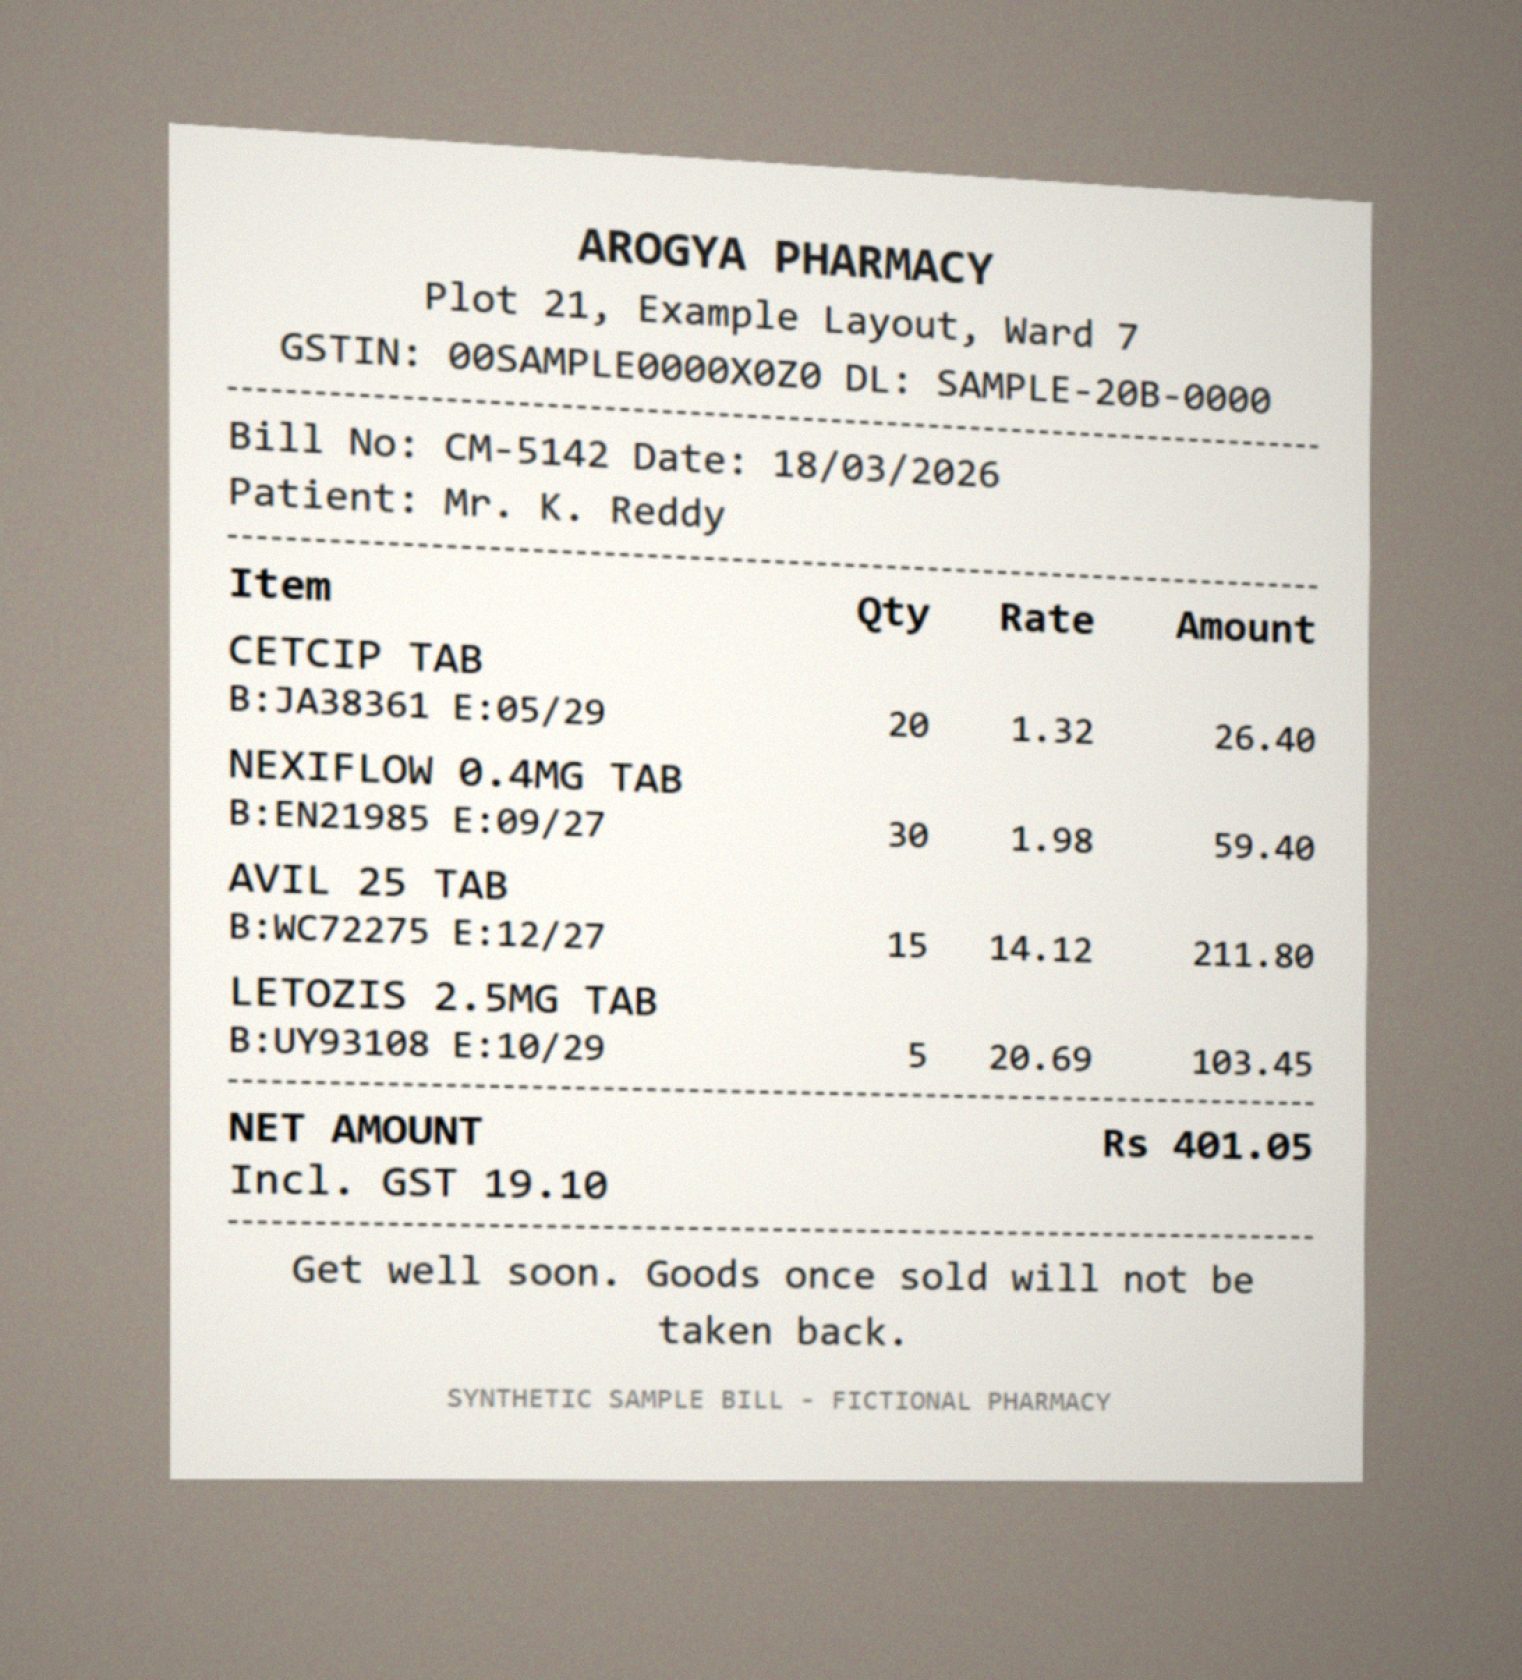 AROGYA PHARMACY
Plot 21, Example Layout, Ward 7
GSTIN: 00SAMPLE0000X0Z0 DL: SAMPLE-20B-0000
Bill No: CM-5142 Date: 18/03/2026
Patient: Mr. K. Reddy
Item Qty Rate Amount
CETCIP TAB
B:JA38361 E:05/29 20 1.32 26.40
NEXIFLOW 0.4MG TAB
B:EN21985 E:09/27 30 1.98 59.40
AVIL 25 TAB
B:WC72275 E:12/27 15 14.12 211.80
LETOZIS 2.5MG TAB
B:UY93108 E:10/29 5 20.69 103.45
NET AMOUNT Rs 401.05
Incl. GST 19.10
Get well soon. Goods once sold will not be
taken back.
SYNTHETIC SAMPLE BILL - FICTIONAL PHARMACY